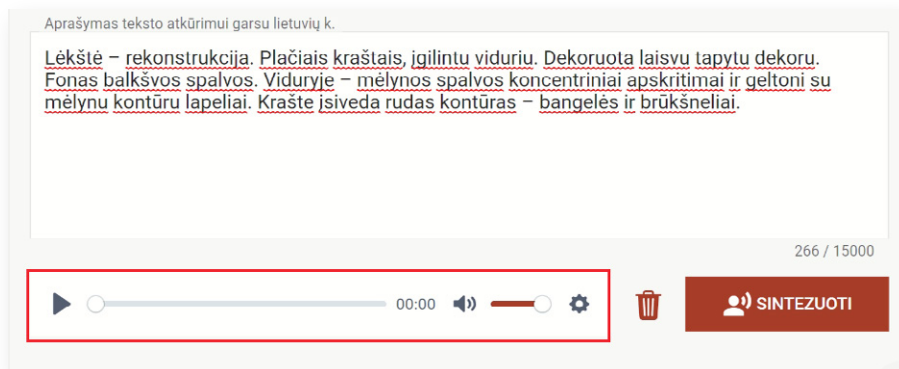 Aprašymas teksto atkūrimui garsu lietuvių k.
Lėkštė – rekonstrukcija. Plačiais kraštais, įgilintu viduriu. Dekoruota laisvu tapytu dekoru.
Fonas balkšvos spalvos. Viduryje – mėlynos spalvos koncentriniai apskritimai ir geltoni su
mėlynu kontūru lapeliai. Krašte įsiveda rudas kontūras – bangelės ir brūkšneliai.
266 / 15000
00:00
SINTEZUOTI